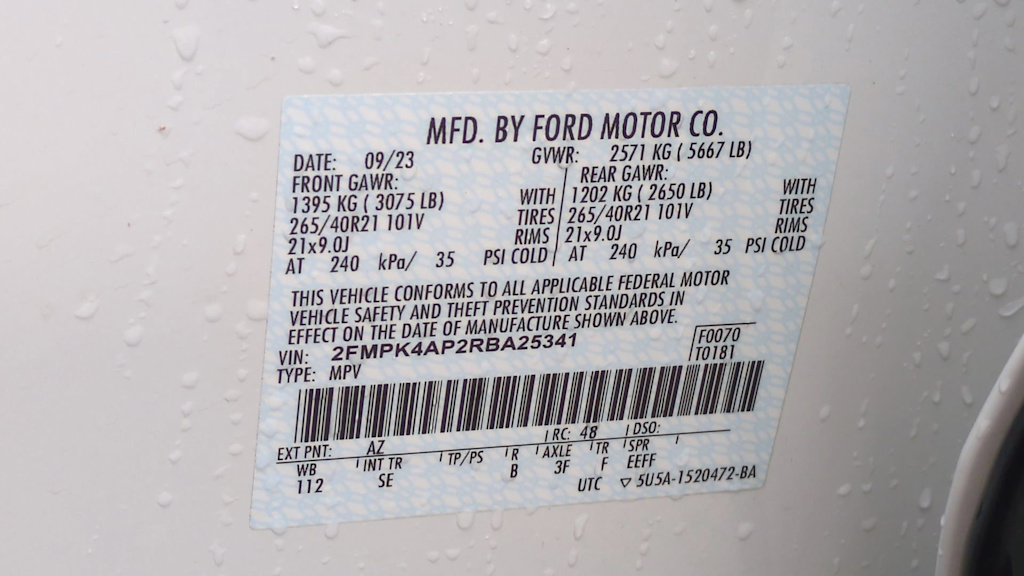 MFD. BY FORD MOTOR CO.
DATE: 09/23 GVWR: 2571 KG ( 5667 LB)
FRONT GAWR: REAR GAWR:
1395 KG ( 3075 LB) WITH 1202 KG ( 2650 LB) WITH
265/40R21 101V TIRES 265/40R21 101V TIRES
21x9.0J RIMS 21x9.0J RIMS
AT 240 kPa/ 35 PSI COLD AT 240 kPa/ 35 PSI COLD
THIS VEHICLE CONFORMS TO ALL APPLICABLE FEDERAL MOTOR
VEHICLE SAFETY AND THEFT PREVENTION STANDARDS IN
EFFECT ON THE DATE OF MANUFACTURE SHOWN ABOVE.
VIN: 2FMPK4AP2RBA25341 F0070
TYPE: MPV T0181
EXT PNT: AZ RC: 48 DSO:
WB INT TR TP/PS R AXLE TR SPR
112 SE B 3F F EEFF
UTC ▽ 5U5A-1520472-BA